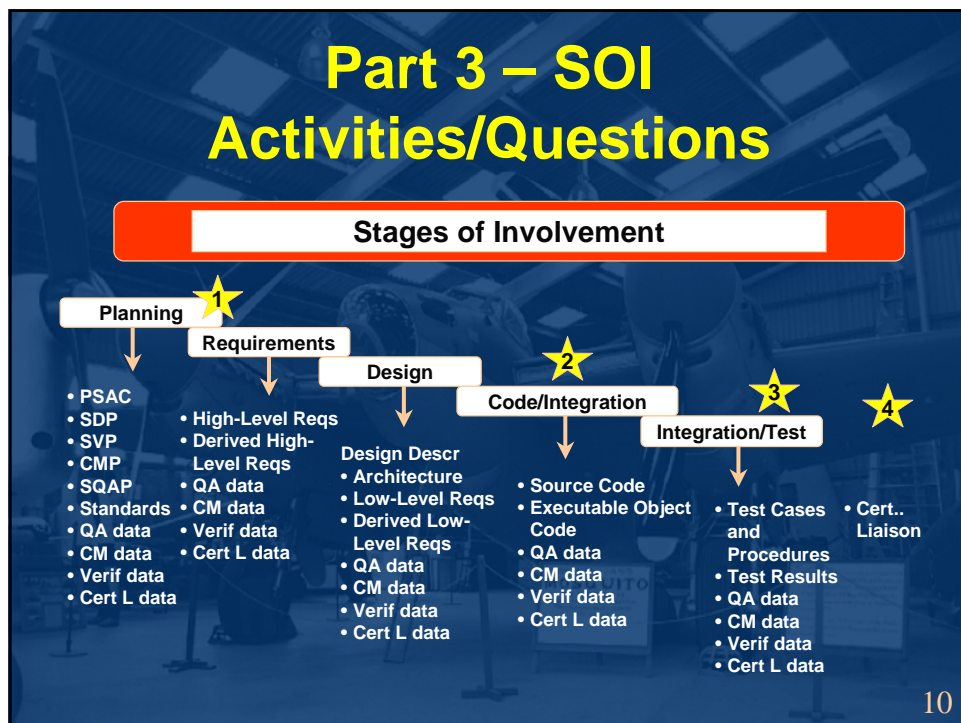 Part 3 – SOI
Activities/Questions
Stages of Involvement
1
Planning
Requirements
Design
2
Code/Integration
3
Integration/Test
4
• PSAC
• SDP
• SVP
• CMP
• SQAP
• Standards
• QA data
• CM data
• Verif data
• Cert L data
• High-Level Reqs
• Derived High-
Level Reqs
• QA data
• CM data
• Verif data
• Cert L data
Design Descr
• Architecture
• Low-Level Reqs
• Derived Low-
Level Reqs
• QA data
• CM data
• Verif data
• Cert L data
• Source Code
• Executable Object
Code
• QA data
• CM data
• Verif data
• Cert L data
• Test Cases
and
Procedures
• Test Results
• QA data
• CM data
• Verif data
• Cert L data
• Cert..
Liaison
10